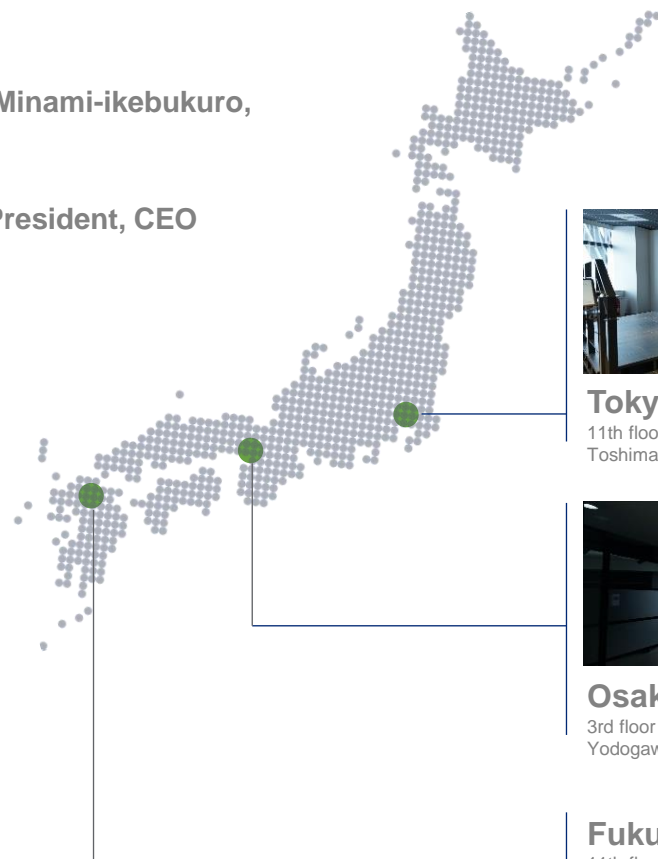 Minami-ikebukuro,
President, CEO
Toky
11th floo
Toshima
Osak
3rd floor
Yodogaw
Fuku